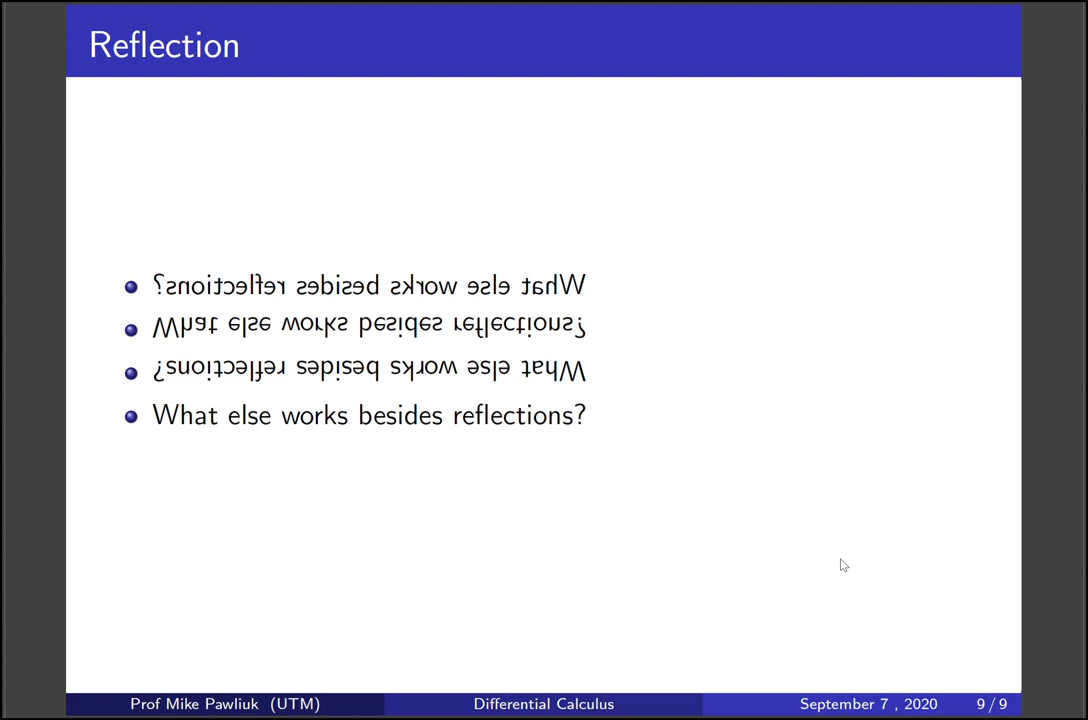 Reflection
What else works besides reflections?
What else works besides reflections?
What else works besides reflections?
What else works besides reflections?
Prof Mike Pawliuk (UTM)
Differential Calculus
September 7 , 2020
9 / 9